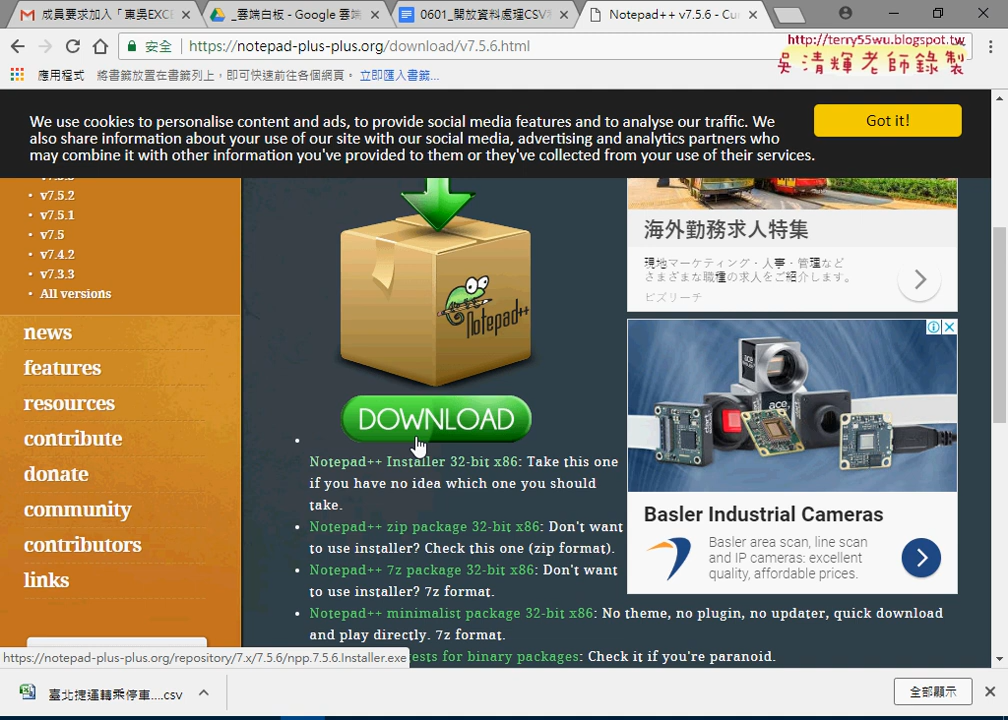 成員要求加入「東吳EXCE
_雲端白板 - Google 雲端
0601_開放資料處理CSV
Notepad++ v7.5.6 - Cur
安全
https://notepad-plus-plus.org/download/v7.5.6.html
http://terry55wu.blogspot.tw
吳清輝老師錄製
應用程式
將書籤放置在書籤列上，即可快速前往各個網頁。
立即匯入書籤...
We use cookies to personalise content and ads, to provide social media features and to analyse our traffic. We
also share information about your use of our site with our social media, advertising and analytics partners who
may combine it with other information you've provided to them or they've collected from your use of their services.
Got it!
v7.5.2
v7.5.1
v7.5
v7.4.2
v7.3.3
All versions
news
features
resources
contribute
donate
community
contributors
links
Notepad++
DOWNLOAD
Notepad++ Installer 32-bit x86: Take this one
if you have no idea which one you should
take.
Notepad++ zip package 32-bit x86: Don't want
to use installer? Check this one (zip format).
Notepad++ 7z package 32-bit x86: Don't want
to use installer? 7z format.
Notepad++ minimalist package 32-bit x86: No theme, no plugin, no updater, quick download
and play directly. 7z format.
ests for binary packages: Check it if you're paranoid.
海外勤務求人特集
現地マーケティング・人事・管理など
さまざまな職種の求人をご紹介します。
ビズリーチ
ace
Basler Industrial Cameras
Basler area scan, line scan
and IP cameras: excellent
quality, affordable prices.
https://notepad-plus-plus.org/repository/7.x/7.5.6/npp.7.5.6.Installer.exe
臺北捷運轉乘停車....csv
全部顯示